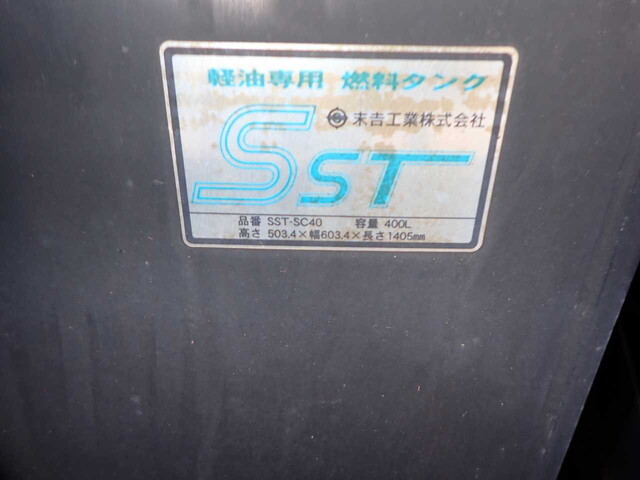 軽油専用 燃料タンク
末吉工業株式会社
SST
品番 SST-SC40 容量 400L
高さ 503.4×幅603.4×長さ1405mm